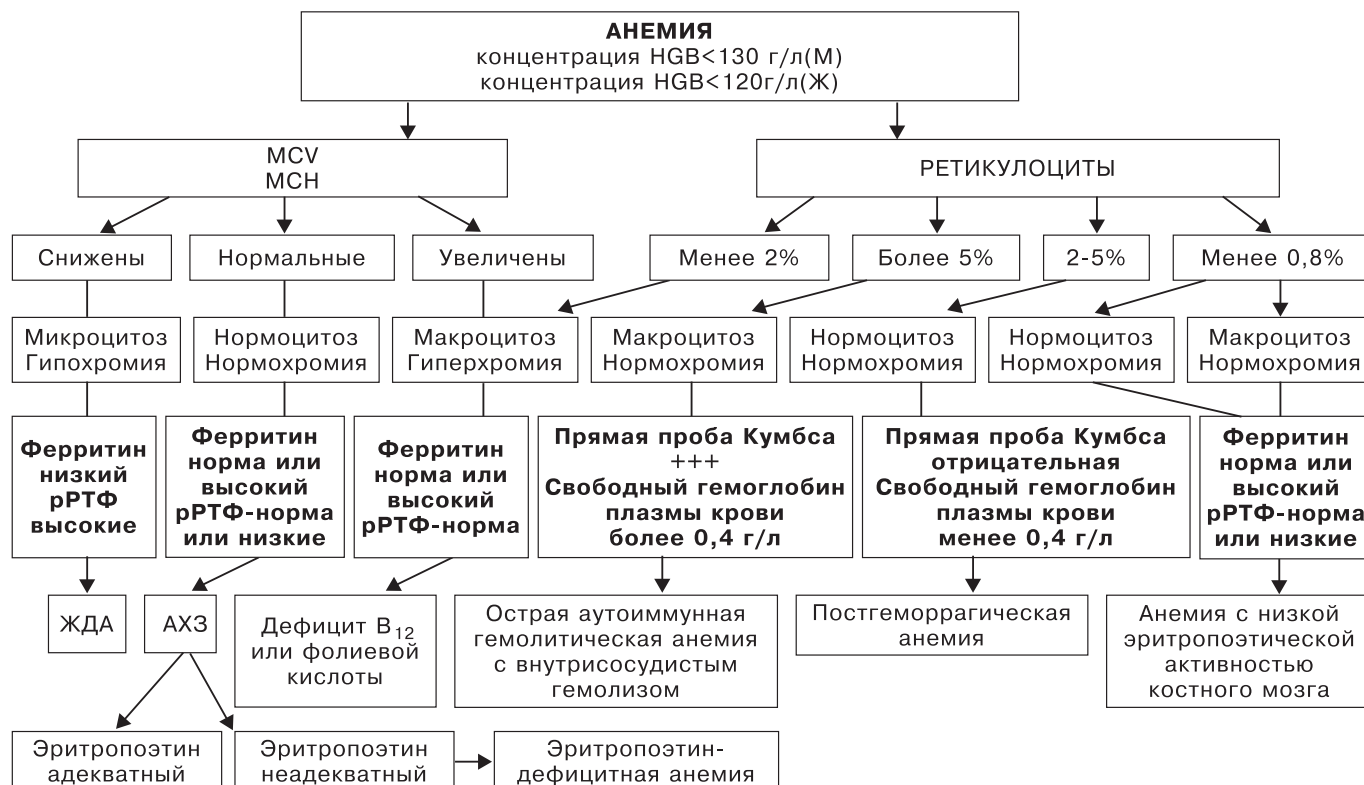 АНЕМИЯ
концентрация HGB<130 г/л(М)
концентрация HGB<120г/л(Ж)
MCV
MCH
РЕТИКУЛОЦИТЫ
Снижены
Нормальные
Увеличены
Менее 2%
Более 5%
2-5%
Менее 0,8%
Микроцитоз
Гипохромия
Нормоцитоз
Нормохромия
Макроцитоз
Гиперхромия
Макроцитоз
Нормохромия
Нормоцитоз
Нормохромия
Нормоцитоз
Нормохромия
Макроцитоз
Нормохромия
Ферритин
низкий
рРТФ
высокие
Ферритин
норма или
высокий
рРТФ-норма
или низкие
Ферритин
норма или
высокий
рРТФ-норма
Прямая проба Кумбса
+++
Свободный гемоглобин
плазмы крови
более 0,4 г/л
Прямая проба Кумбса
отрицательная
Свободный гемоглобин
плазмы крови
менее 0,4 г/л
Ферритин
норма или
высокий
рРТФ-норма
или низкие
ЖДА
АХЗ
Дефицит B12
или фолиевой
кислоты
Острая аутоиммунная
гемолитическая анемия
с внутрисосудистым
гемолизом
Постгеморрагическая
анемия
Анемия с низкой
эритропоэтической
активностью
костного мозга
Эритропоэтин
адекватный
Эритропоэтин
неадекватный
Эритропоэтин-
дефицитная анемия